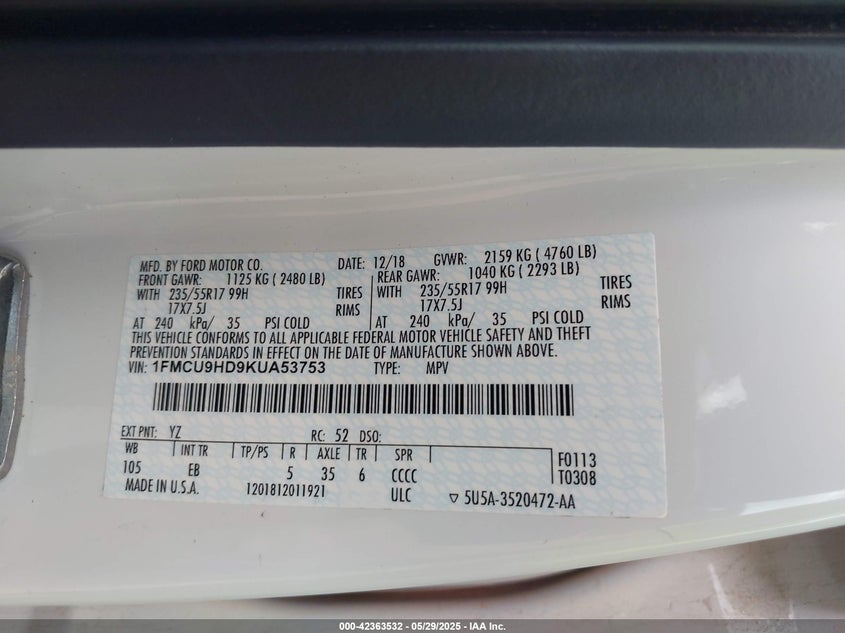 MFD. BY FORD MOTOR CO. DATE: 12/18 GVWR: 2159 KG ( 4760 LB)
FRONT GAWR: 1125 KG ( 2480 LB) REAR GAWR: 1040 KG ( 2293 LB)
WITH 235/55R17 99H TIRES WITH 235/55R17 99H TIRES
17X7.5J RIMS 17X7.5J RIMS
AT 240 kPa/ 35 PSI COLD AT 240 kPa/ 35 PSI COLD
THIS VEHICLE CONFORMS TO ALL APPLICABLE FEDERAL MOTOR VEHICLE SAFETY AND THEFT
PREVENTION STANDARDS IN EFFECT ON THE DATE OF MANUFACTURE SHOWN ABOVE.
VIN: 1FMCU9HD9KUA53753 TYPE: MPV
EXT PNT: YZ RC: 52 DSO:
WB INT TR TP/PS R AXLE TR SPR F0113
105 EB 5 35 6 CCCC T0308
MADE IN U.S.A. 1201812011921 ULC ▽ 5U5A-3520472-AA
000-42363532 - 05/29/2025 - IAA Inc.